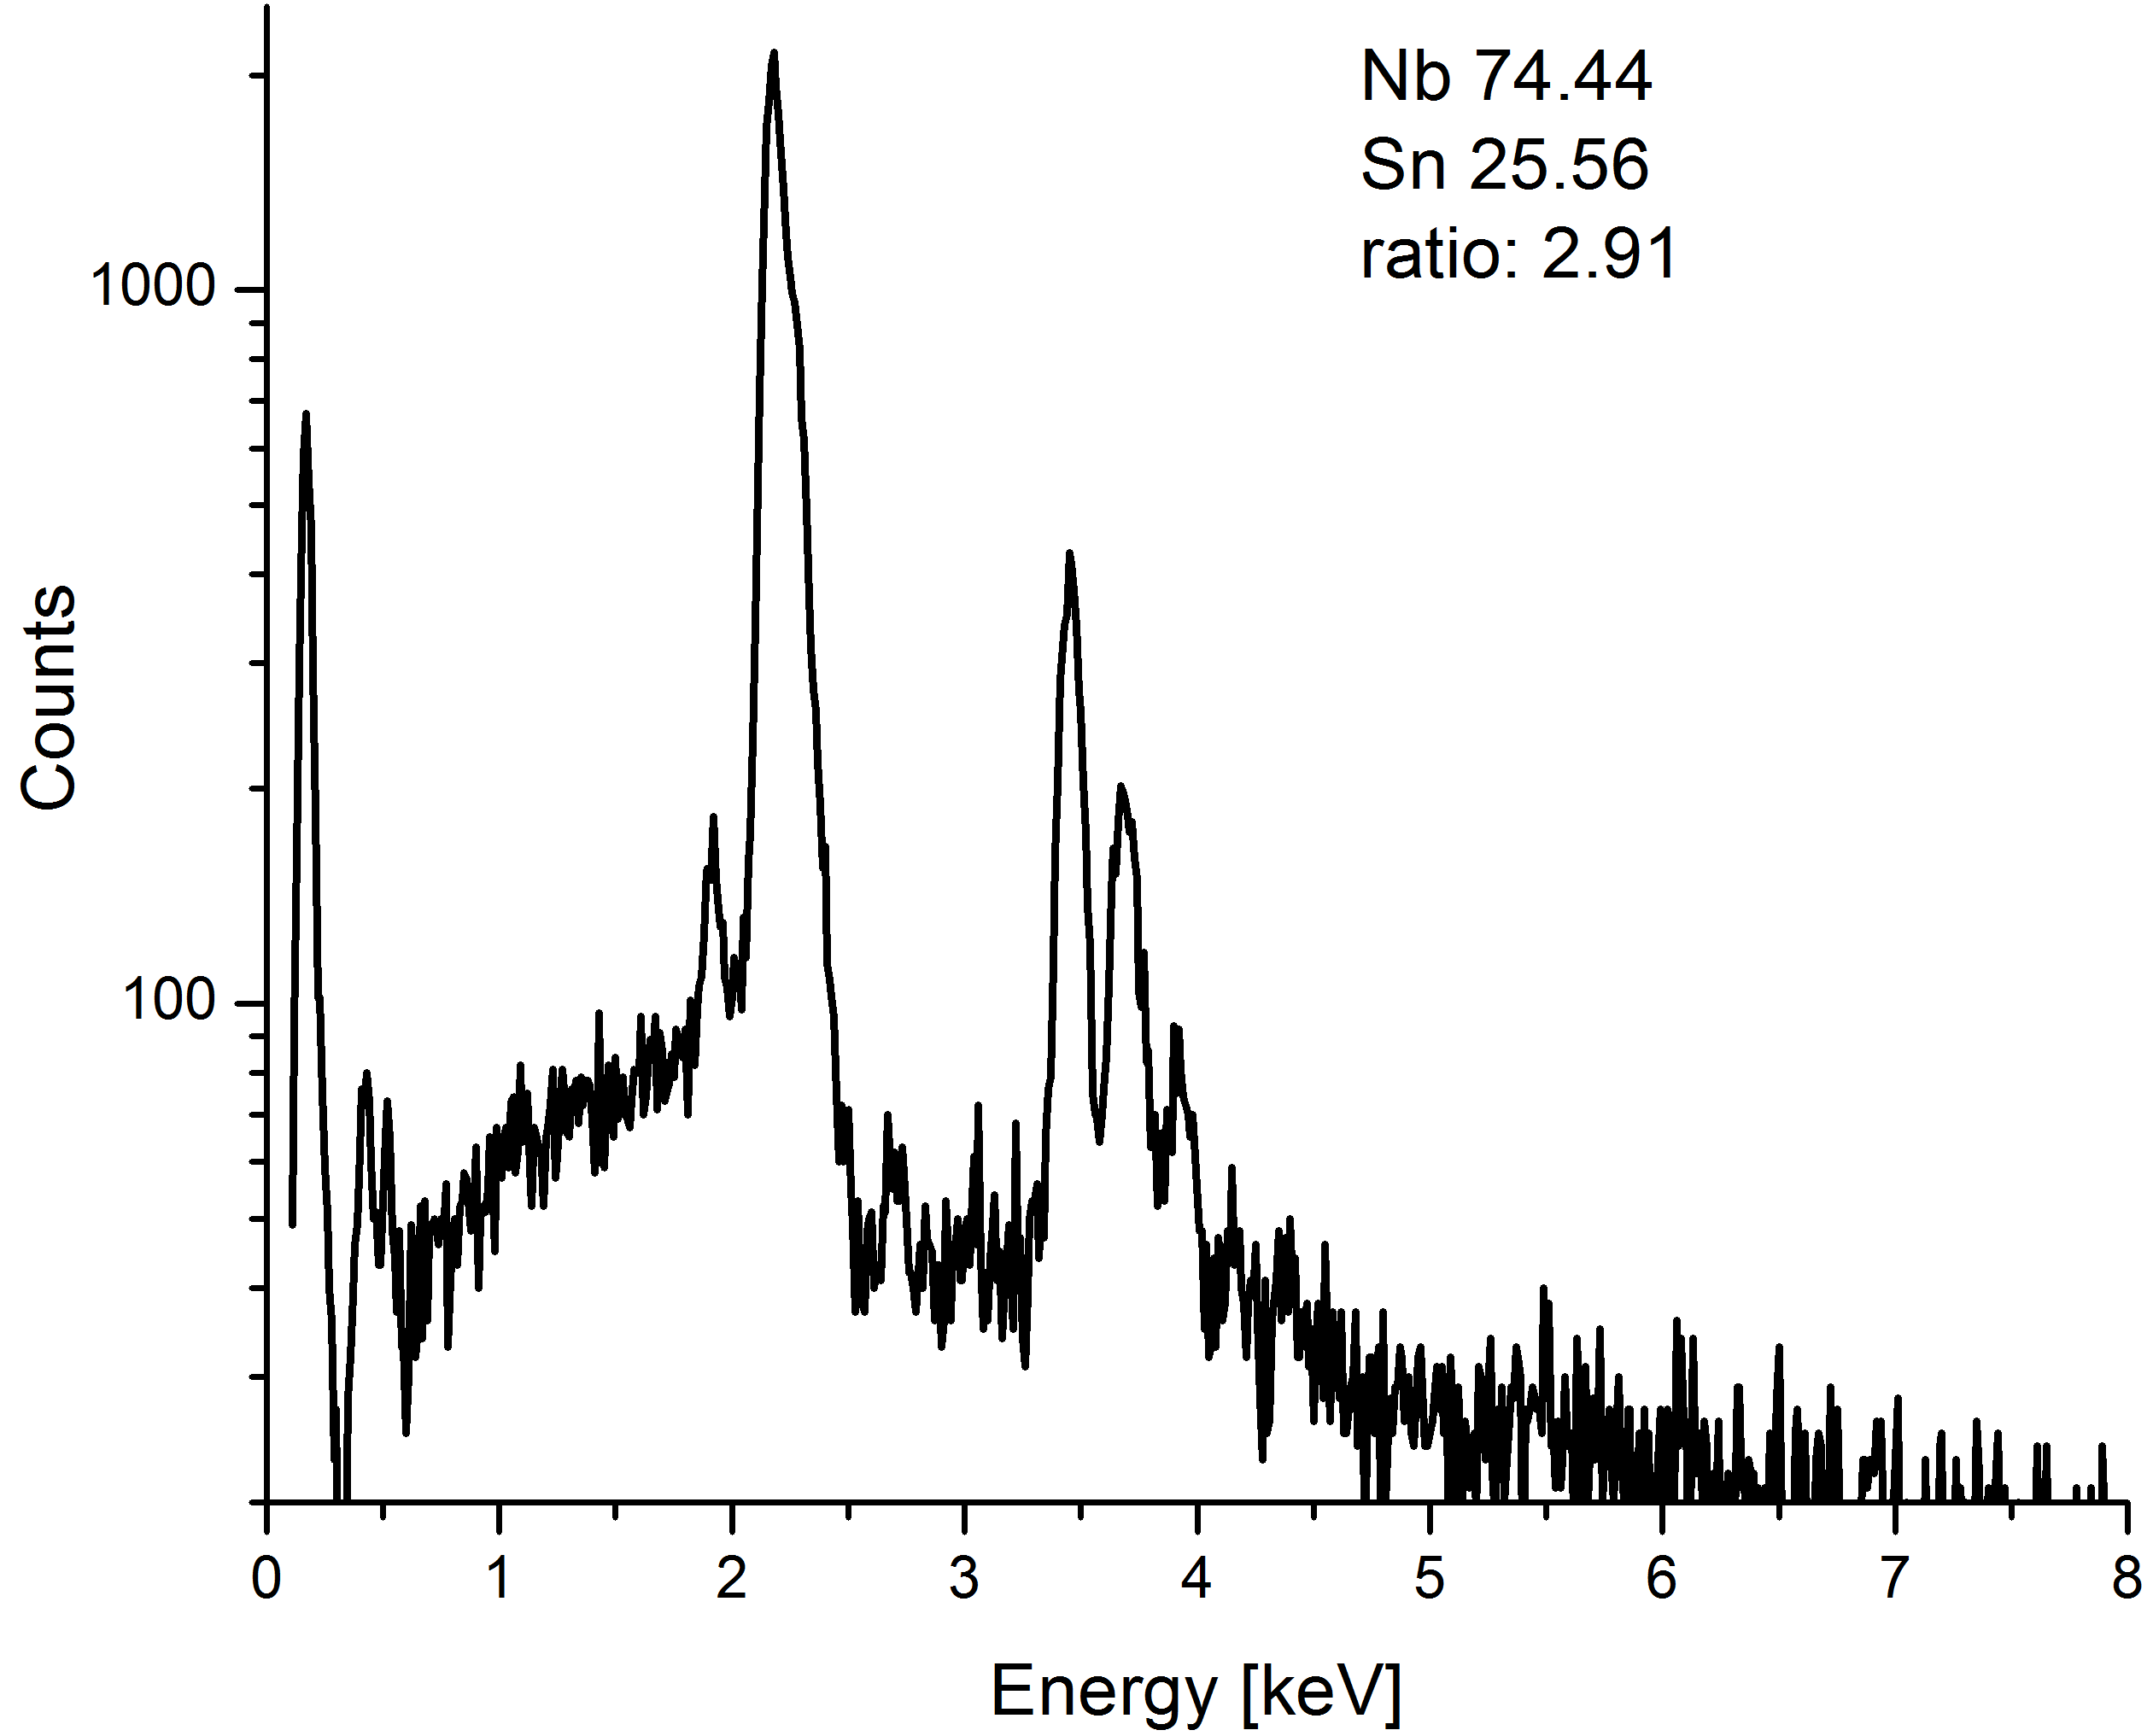 Nb 74.44
Sn 25.56
ratio: 2.91
1000
100
Counts
0 1 2 3 4 5 6 7 8
Energy [keV]